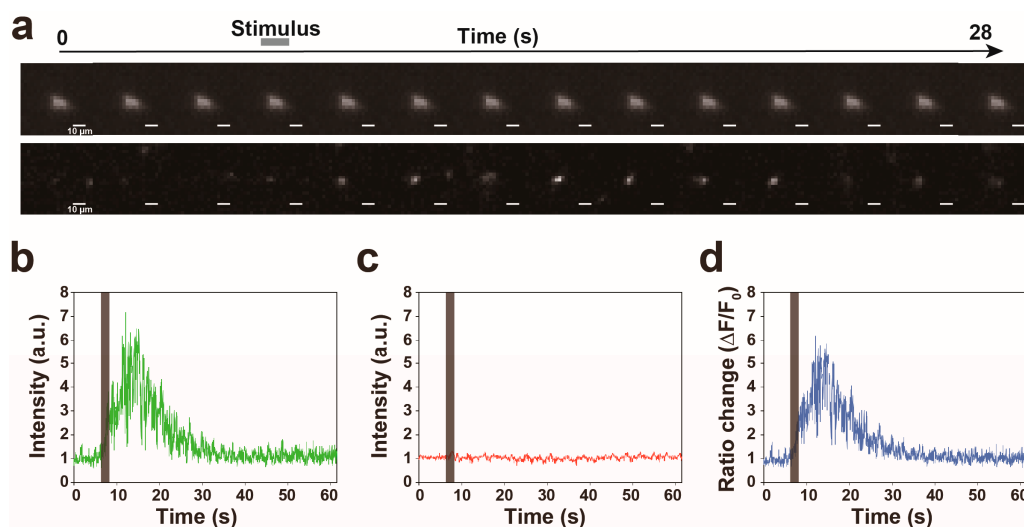 a
Stimulus
0 Time (s) 28
10 μm
10 μm
b c d
8 8 8
7 7 7
6 6 6
5 5 5
4 4 4
3 3 3
2 2 2
1 1 1
0 0 0
Intensity (a.u.) Intensity (a.u.) Ratio change (ΔF/F₀)
0 10 20 30 40 50 60 0 10 20 30 40 50 60 0 10 20 30 40 50 60
Time (s) Time (s) Time (s)